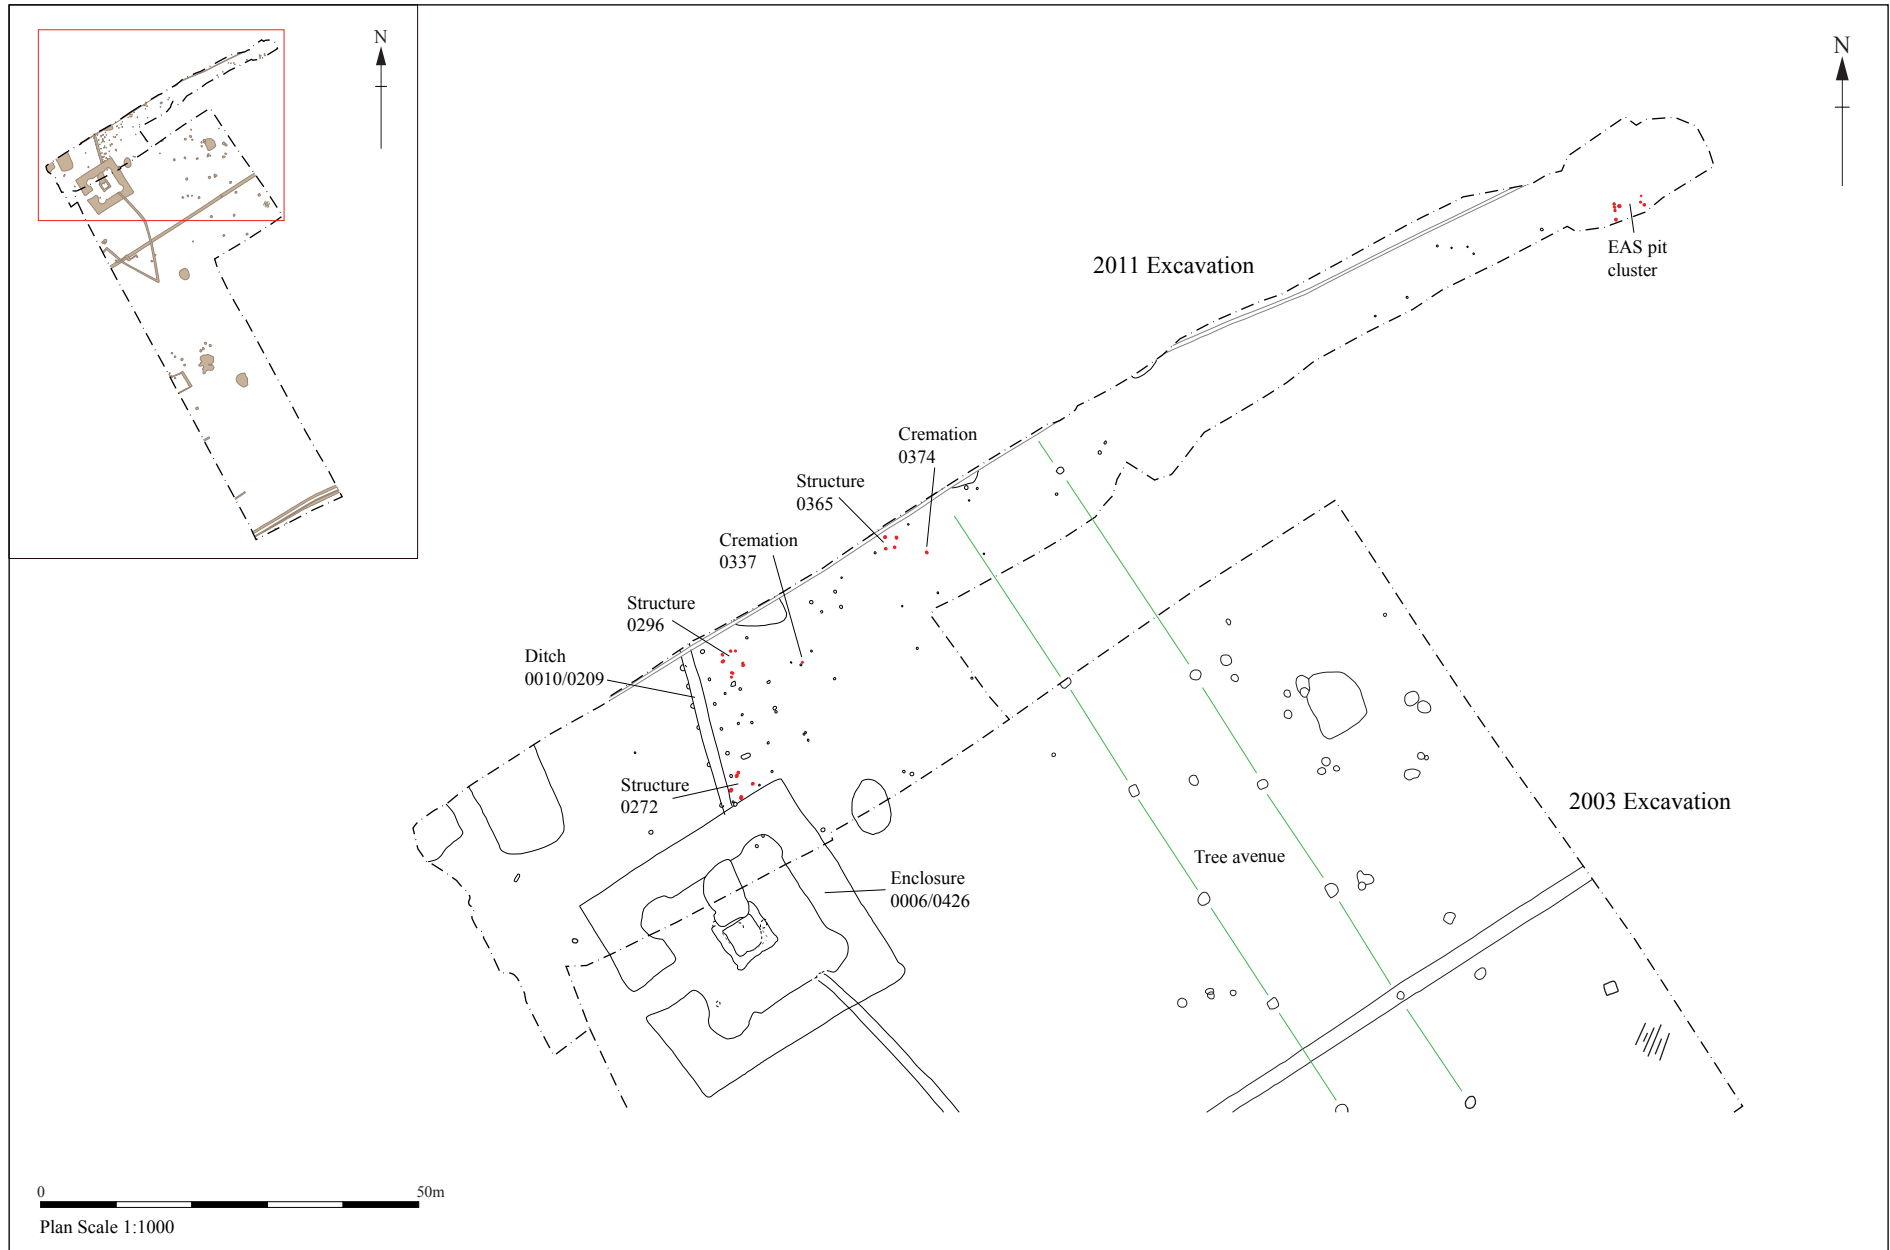 N
N
2011 Excavation
EAS pit
cluster
Cremation
0374
Structure
0365
Cremation
0337
Structure
0296
Ditch
0010/0209
Structure
0272
2003 Excavation
Tree avenue
Enclosure
0006/0426
0 50m
Plan Scale 1:1000